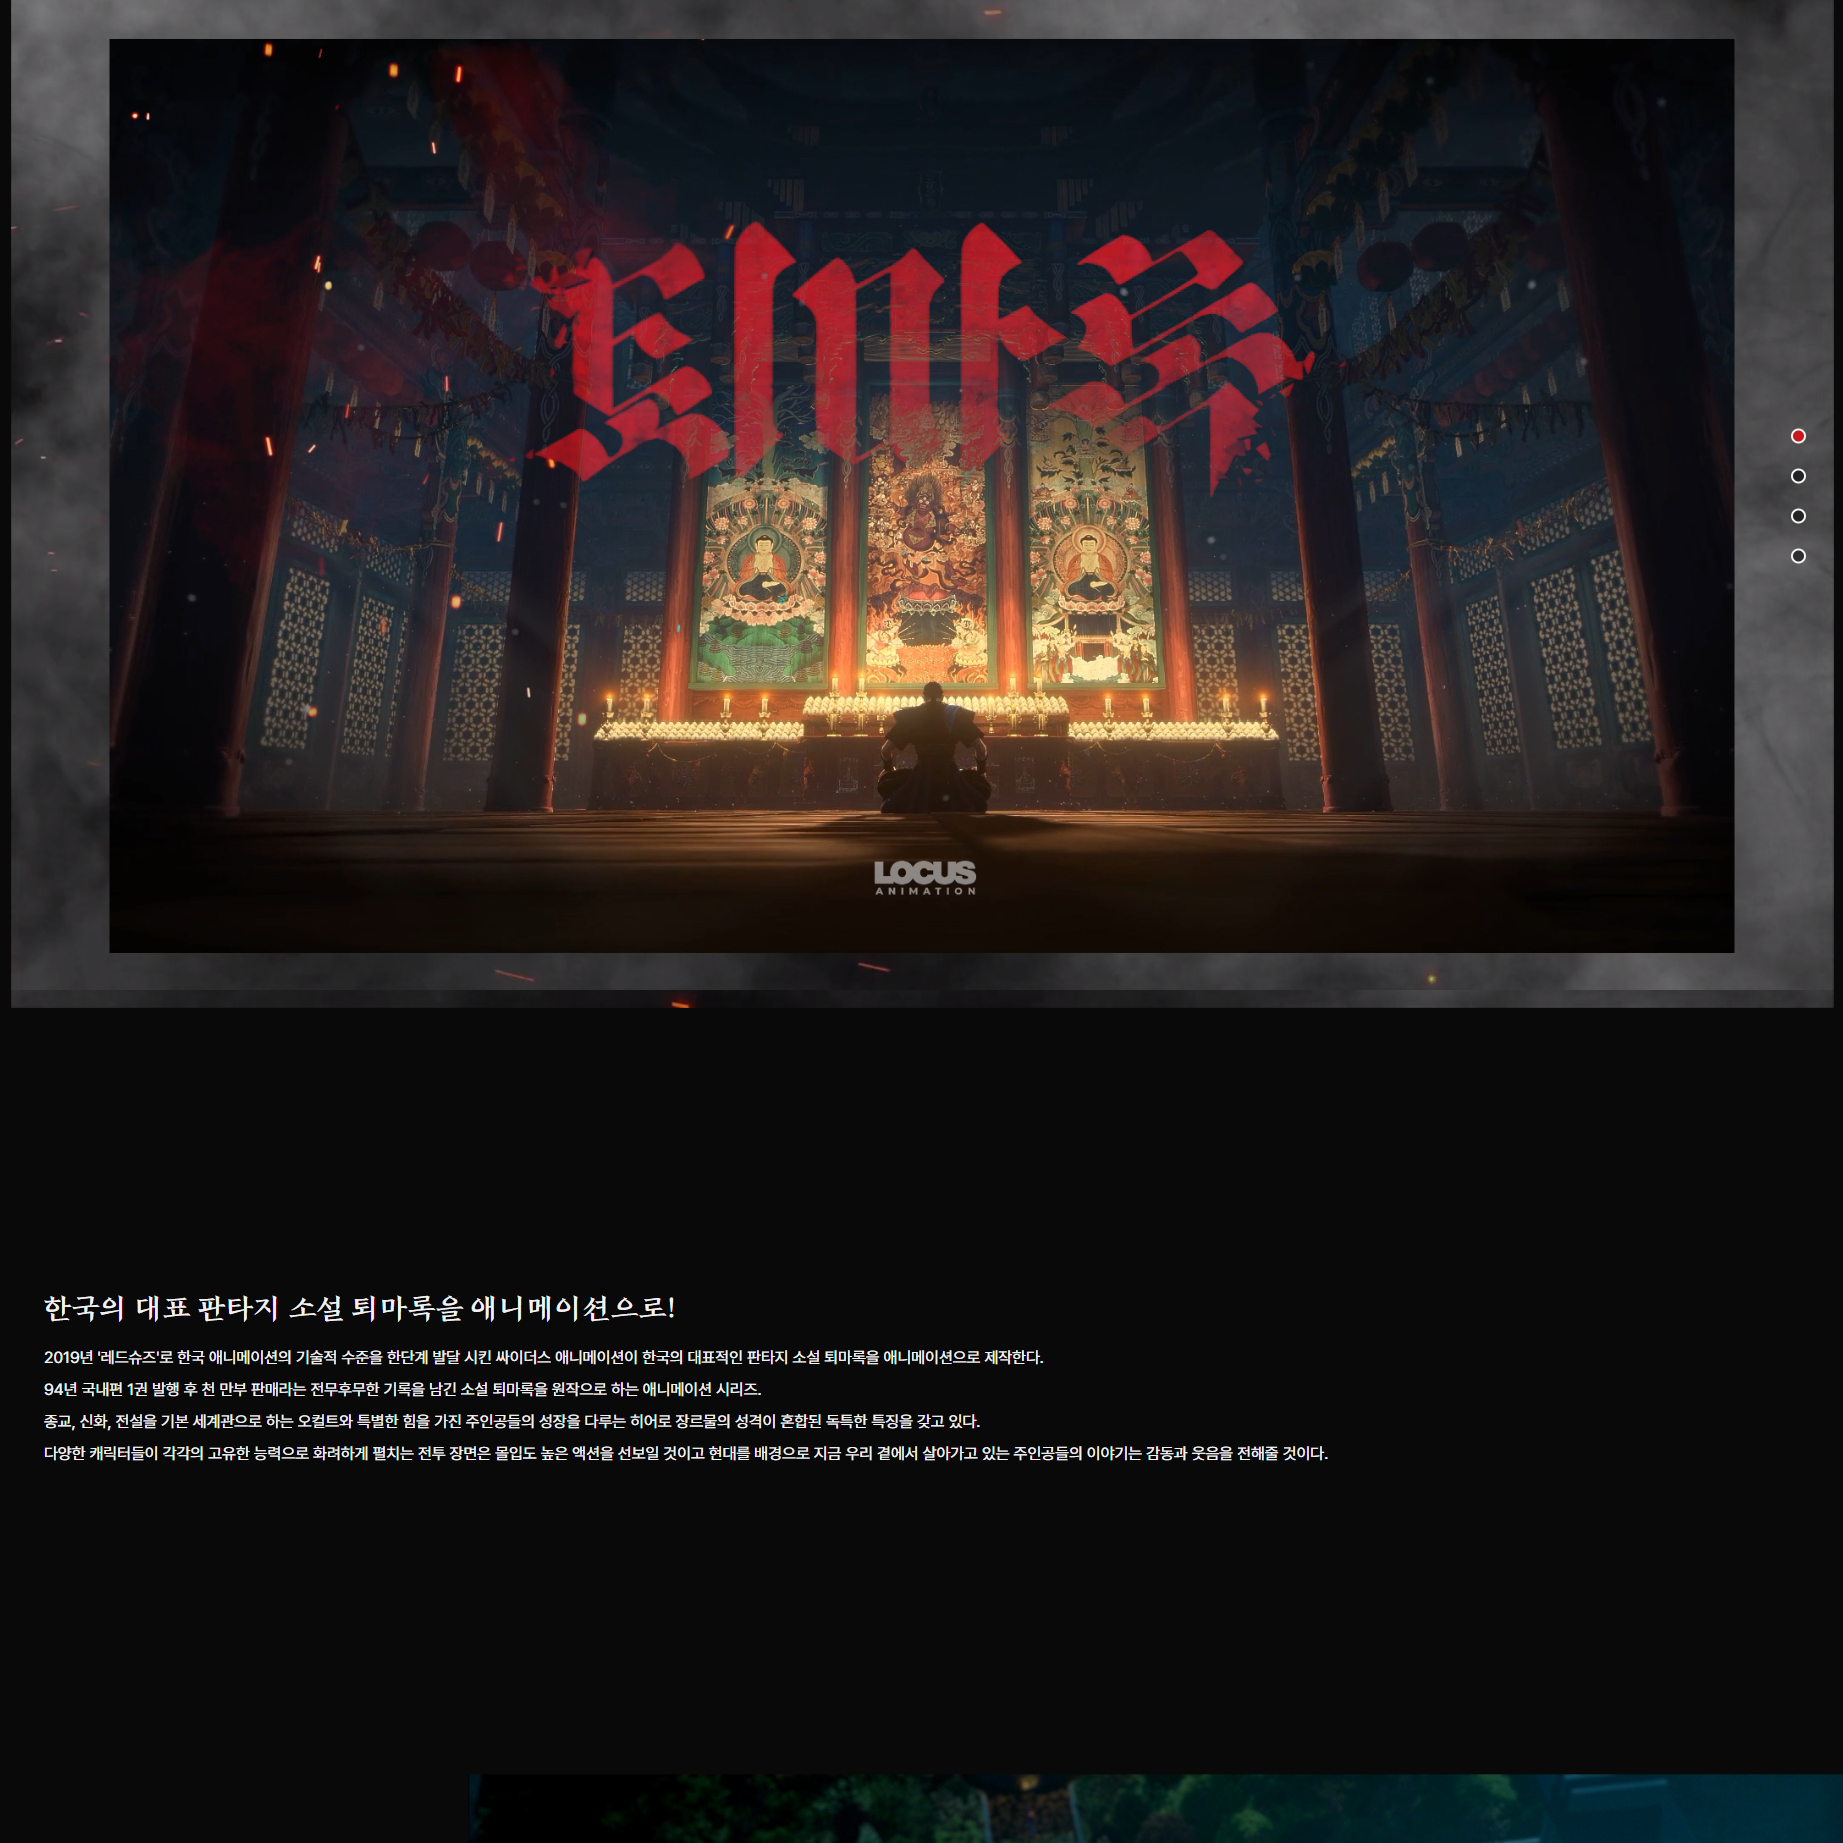 퇴마록
LOCUS
ANIMATION
한국의 대표 판타지 소설 퇴마록을 애니메이션으로!
2019년 '레드슈즈'로 한국 애니메이션의 기술적 수준을 한단계 발달 시킨 싸이더스 애니메이션이 한국의 대표적인 판타지 소설 퇴마록을 애니메이션으로 제작한다.
94년 국내편 1권 발행 후 천 만부 판매라는 전무후무한 기록을 남긴 소설 퇴마록을 원작으로 하는 애니메이션 시리즈.
종교, 신화, 전설을 기본 세계관으로 하는 오컬트와 특별한 힘을 가진 주인공들의 성장을 다루는 히어로 장르물의 성격이 혼합된 독특한 특징을 갖고 있다.
다양한 캐릭터들이 각각의 고유한 능력으로 화려하게 펼치는 전투 장면은 몰입도 높은 액션을 선보일 것이고 현대를 배경으로 지금 우리 곁에서 살아가고 있는 주인공들의 이야기는 감동과 웃음을 전해줄 것이다.